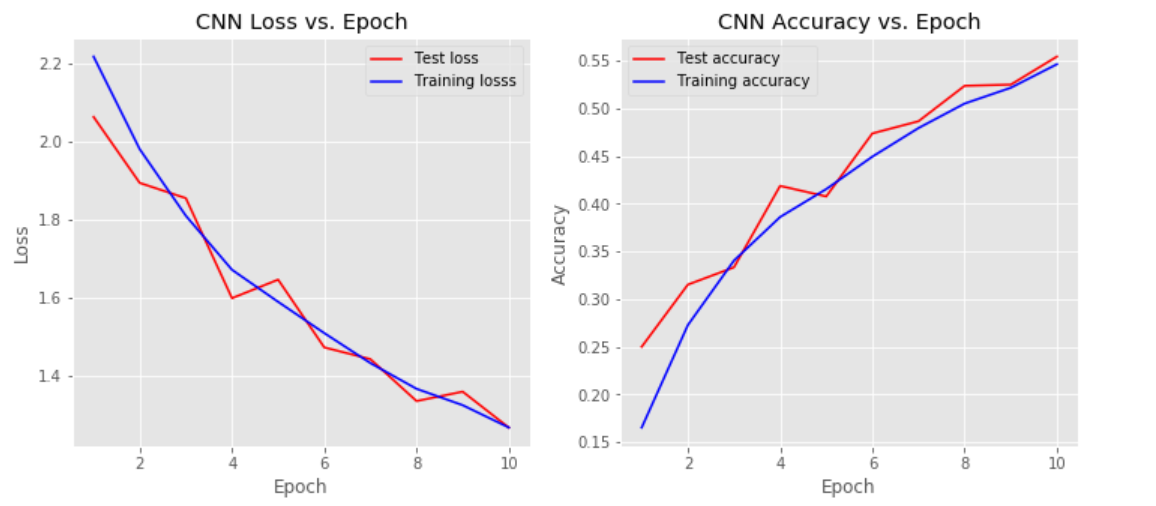 CNN Loss vs. Epoch
Test loss
Training losss
2.2
2.0
1.8
1.6
1.4
Loss
2 4 6 8 10
Epoch
CNN Accuracy vs. Epoch
Test accuracy
Training accuracy
0.55
0.50
0.45
0.40
0.35
0.30
0.25
0.20
0.15
Accuracy
2 4 6 8 10
Epoch